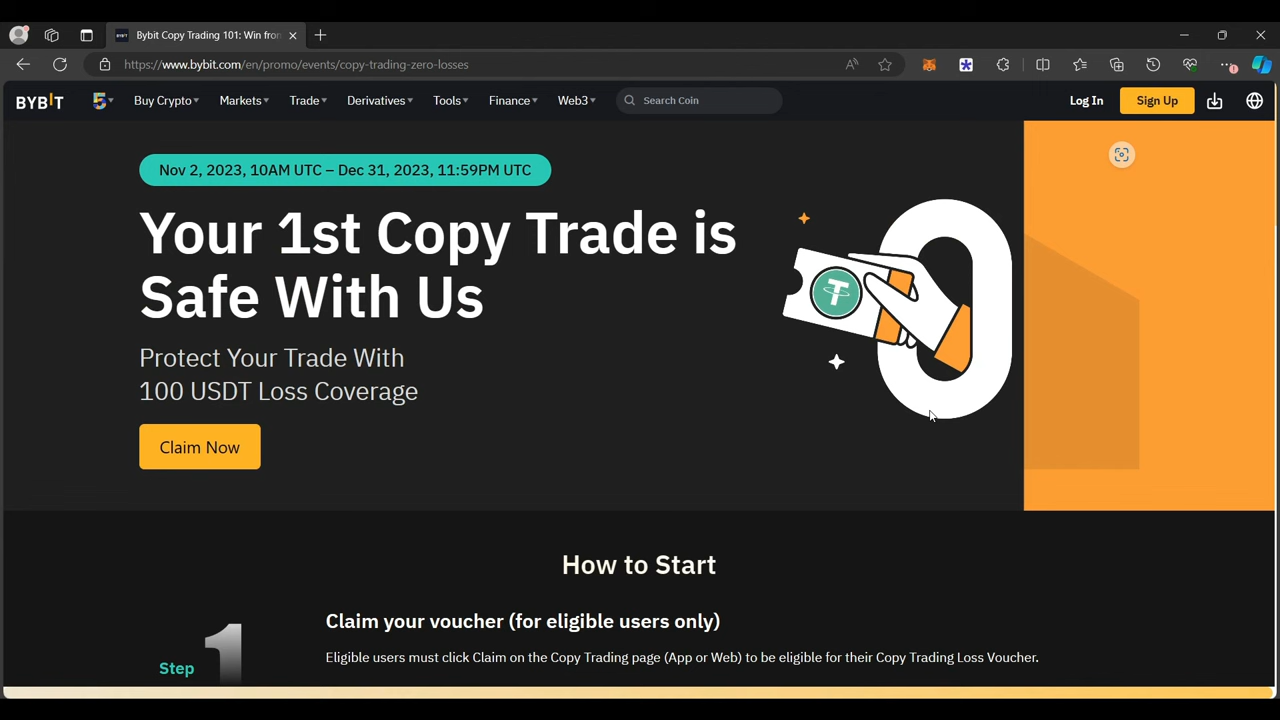 Bybit Copy Trading 101: Win from
https://www.bybit.com/en/promo/events/copy-trading-zero-losses
BYBIT
5
Buy Crypto
Markets
Trade
Derivatives
Tools
Finance
Web3
Search Coin
Log In
Sign Up
Nov 2, 2023, 10AM UTC – Dec 31, 2023, 11:59PM UTC
Your 1st Copy Trade is
Safe With Us
Protect Your Trade With
100 USDT Loss Coverage
Claim Now
How to Start
Step 1
Claim your voucher (for eligible users only)
Eligible users must click Claim on the Copy Trading page (App or Web) to be eligible for their Copy Trading Loss Voucher.